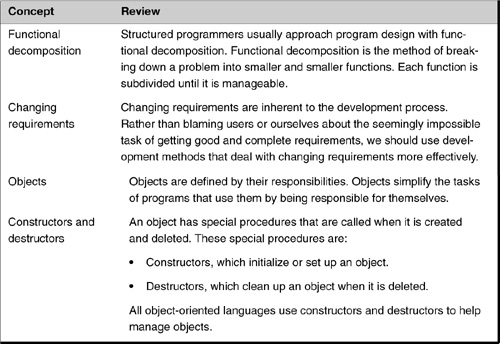 Concept Review
Functional Structured programmers usually approach program design with func-
decomposition tional decomposition. Functional decomposition is the method of break-
ing down a problem into smaller and smaller functions. Each function is
subdivided until it is manageable.
Changing Changing requirements are inherent to the development process.
requirements Rather than blaming users or ourselves about the seemingly impossible
task of getting good and complete requirements, we should use devel-
opment methods that deal with changing requirements more effectively.
Objects Objects are defined by their responsibilities. Objects simplify the tasks
of programs that use them by being responsible for themselves.
Constructors and An object has special procedures that are called when it is created
destructors and deleted. These special procedures are:
• Constructors, which initialize or set up an object.
• Destructors, which clean up an object when it is deleted.
All object-oriented languages use constructors and destructors to help
manage objects.